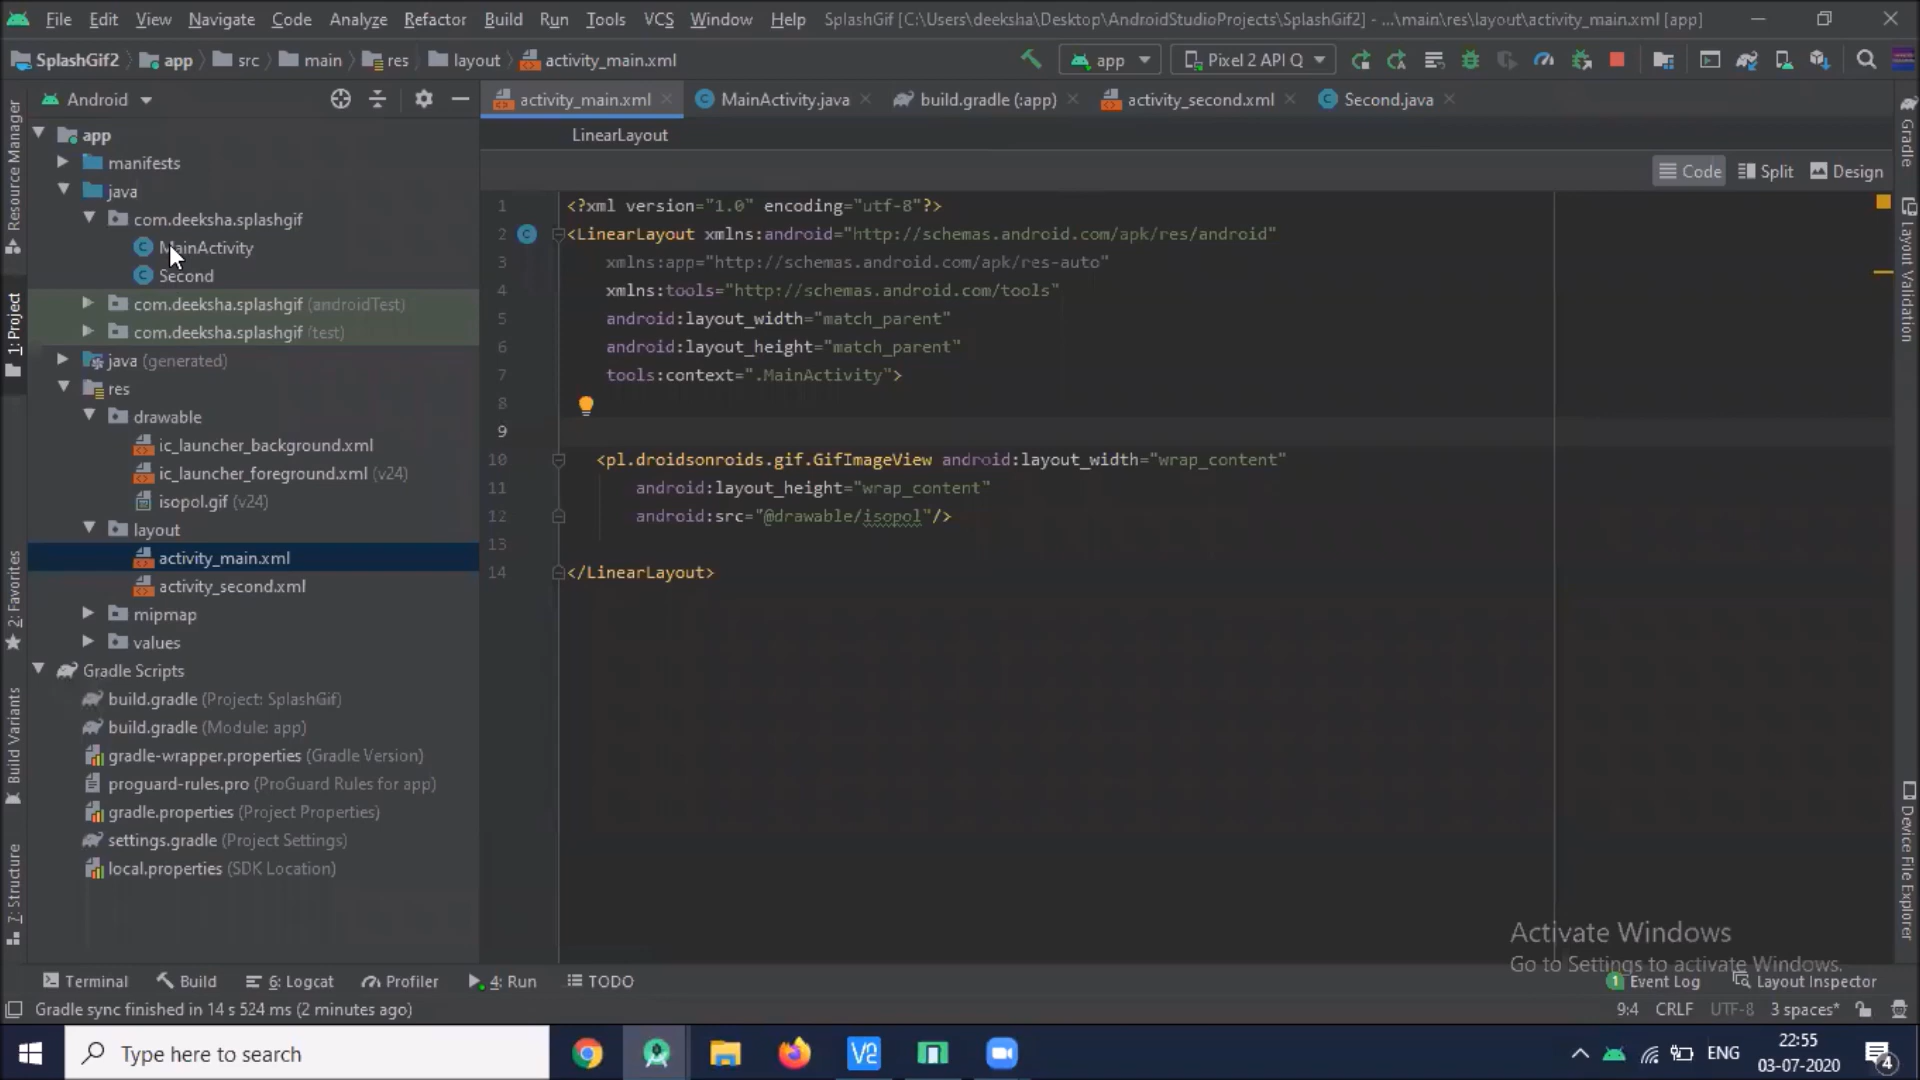 File Edit View Navigate Code Analyze Refactor Build Run Tools VCS Window Help SplashGif [C:\Users\deeksha\Desktop\AndroidStudioProjects\SplashGif2] - ...\main\res\layout\activity_main.xml [app]
SplashGif2 app src main res layout activity_main.xml app Pixel 2 API Q
Android activity_main.xml MainActivity.java build.gradle (:app) activity_second.xml Second.java
LinearLayout
Code Split Design
Resource Manager
1: Project
2: Favorites
Build Variants
7: Structure
app
manifests
java
com.deeksha.splashgif
MainActivity
Second
com.deeksha.splashgif (androidTest)
com.deeksha.splashgif (test)
java (generated)
res
drawable
ic_launcher_background.xml
ic_launcher_foreground.xml (v24)
isopol.gif (v24)
layout
activity_main.xml
activity_second.xml
mipmap
values
Gradle Scripts
build.gradle (Project: SplashGif)
build.gradle (Module: app)
gradle-wrapper.properties (Gradle Version)
proguard-rules.pro (ProGuard Rules for app)
gradle.properties (Project Properties)
settings.gradle (Project Settings)
local.properties (SDK Location)
1 <?xml version="1.0" encoding="utf-8"?>
2 C <LinearLayout xmlns:android="http://schemas.android.com/apk/res/android"
3 xmlns:app="http://schemas.android.com/apk/res-auto"
4 xmlns:tools="http://schemas.android.com/tools"
5 android:layout_width="match_parent"
6 android:layout_height="match_parent"
7 tools:context=".MainActivity">
8
9
10 <pl.droidsonroids.gif.GifImageView android:layout_width="wrap_content"
11 android:layout_height="wrap_content"
12 android:src="@drawable/isopol"/>
13
14 </LinearLayout>
Gradle
Layout Validation
Device File Explorer
Activate Windows
Go to Settings to activate Windows.
Terminal Build 6: Logcat Profiler 4: Run TODO 1 Event Log Layout Inspector
Gradle sync finished in 14 s 524 ms (2 minutes ago) 9:4 CRLF UTF-8 3 spaces*
Type here to search V2 ENG 22:55
03-07-2020 4